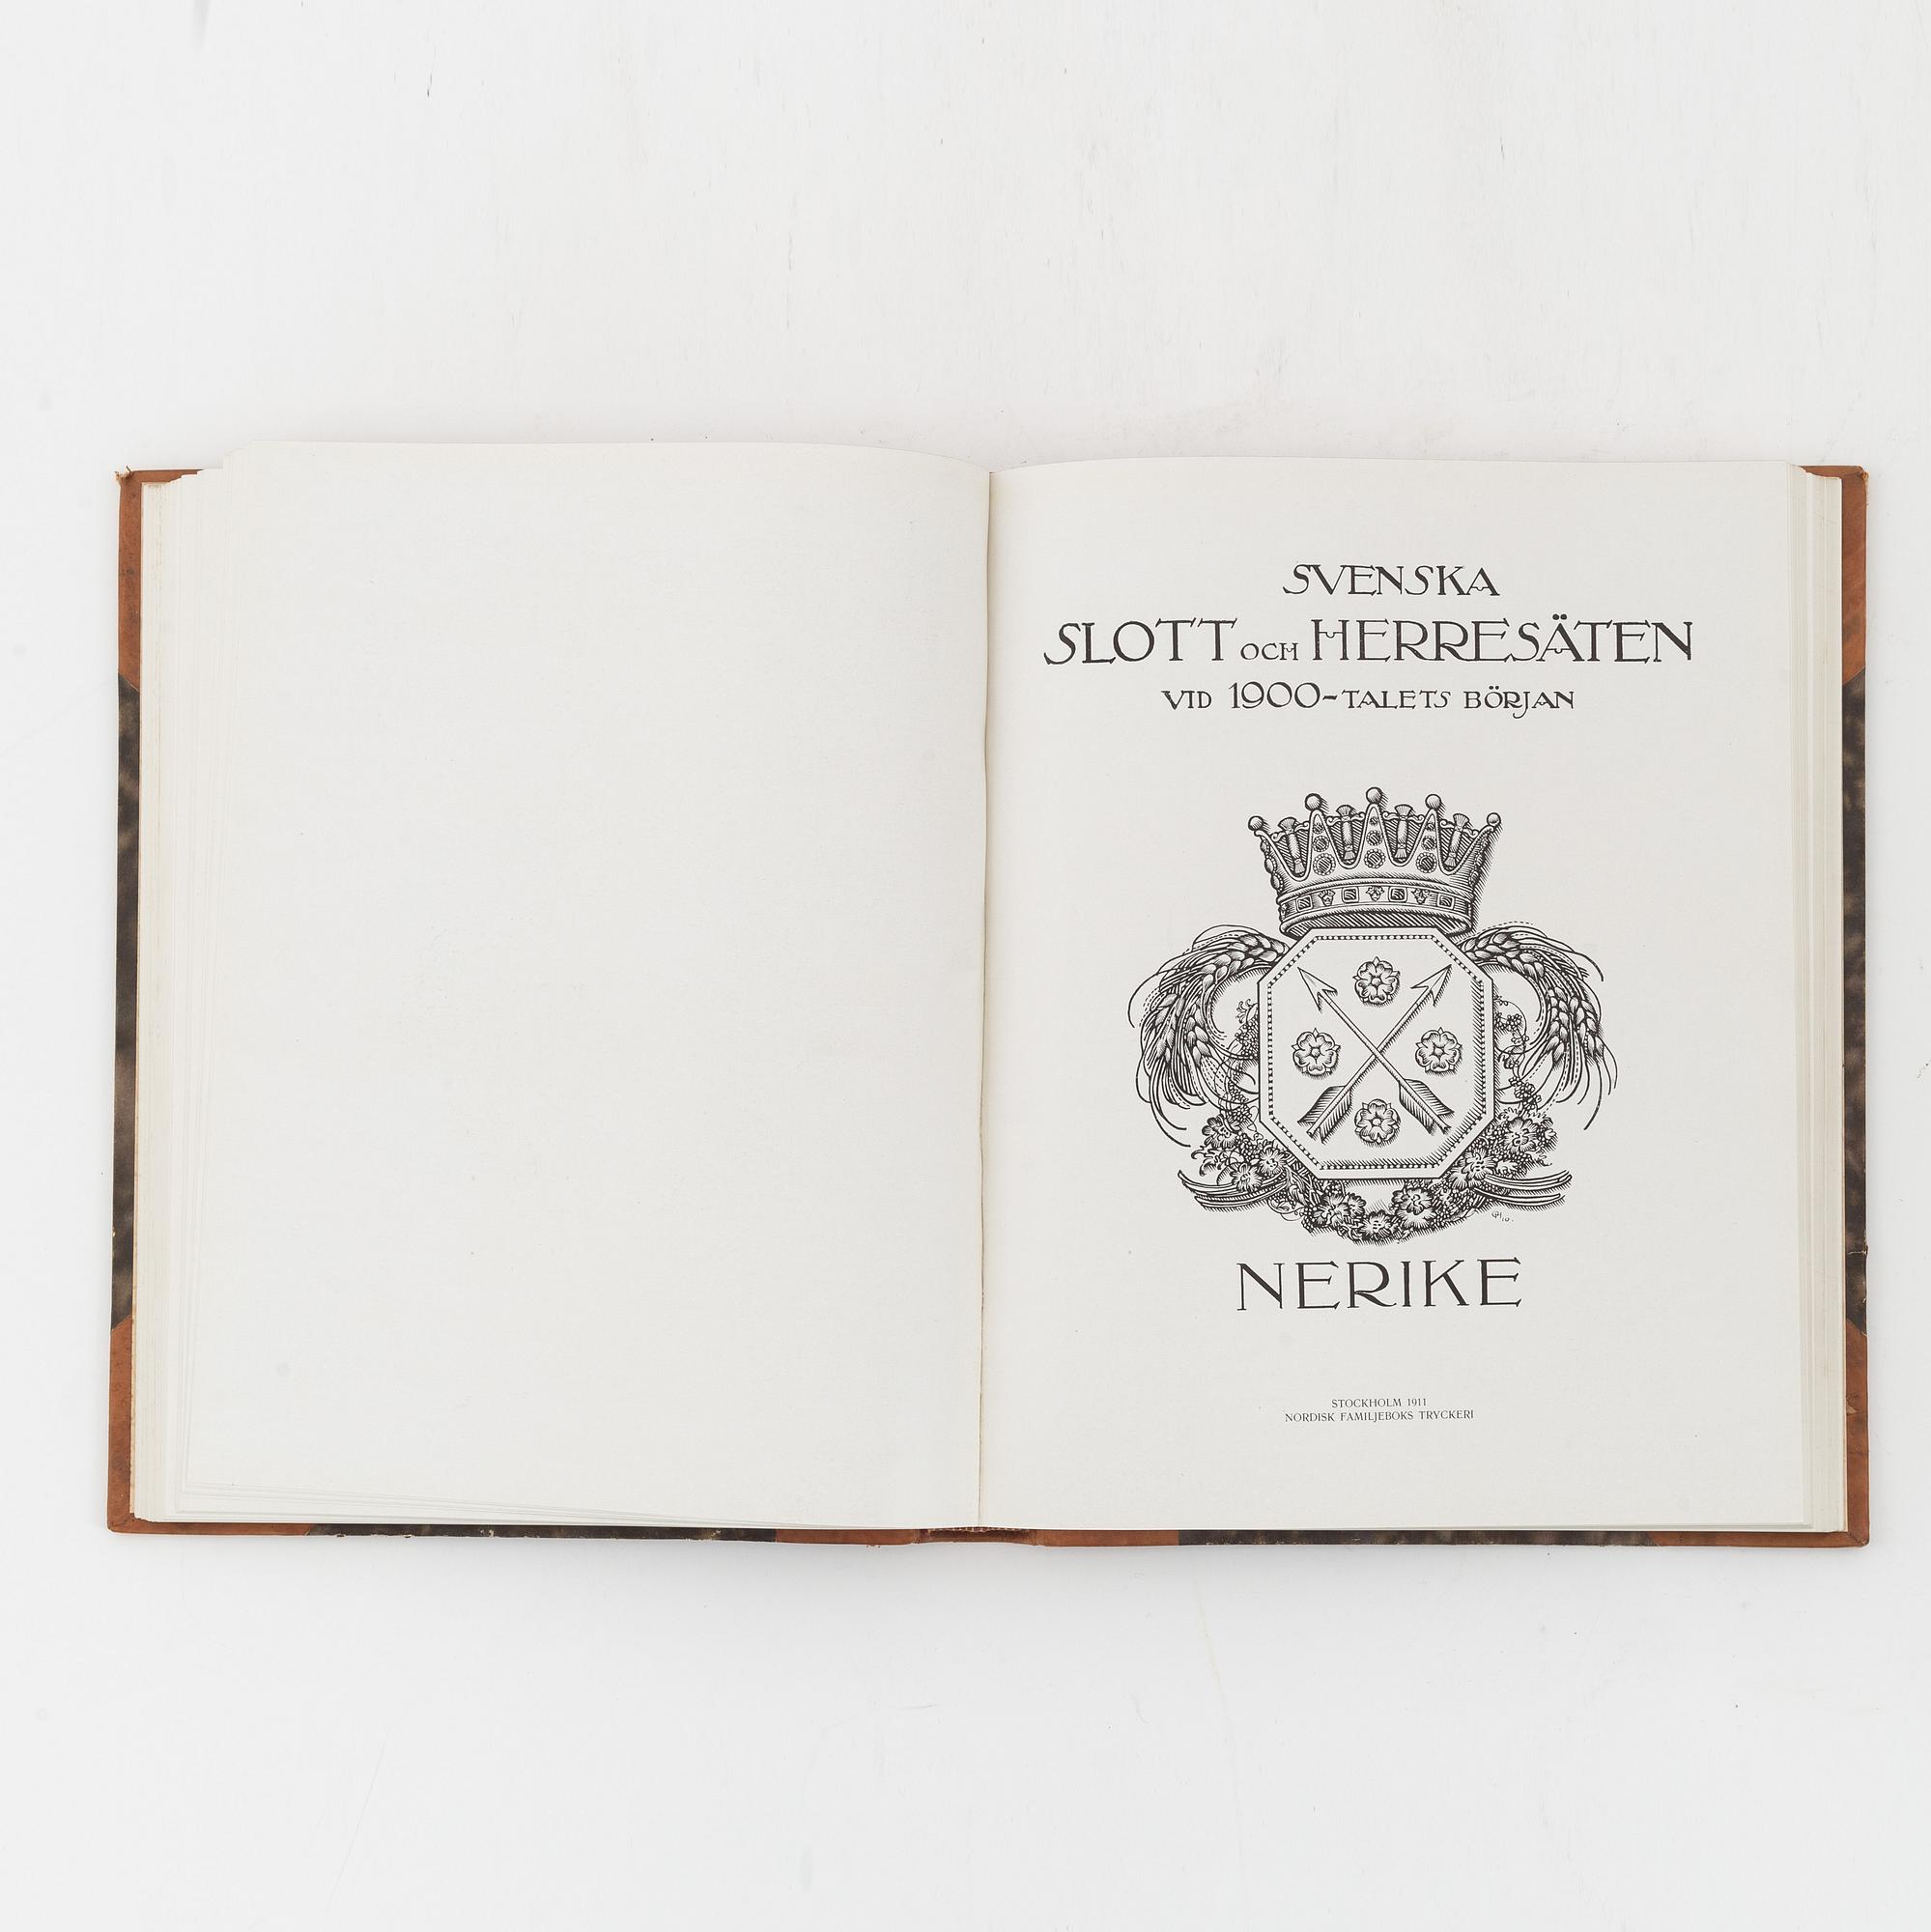 SVENSKA
SLOTT OCH HERRESÄTEN
VID 1900-TALETS BÖRJAN
NERIKE
STOCKHOLM 1911
NORDISK FAMILJEBOKS TRYCKERI